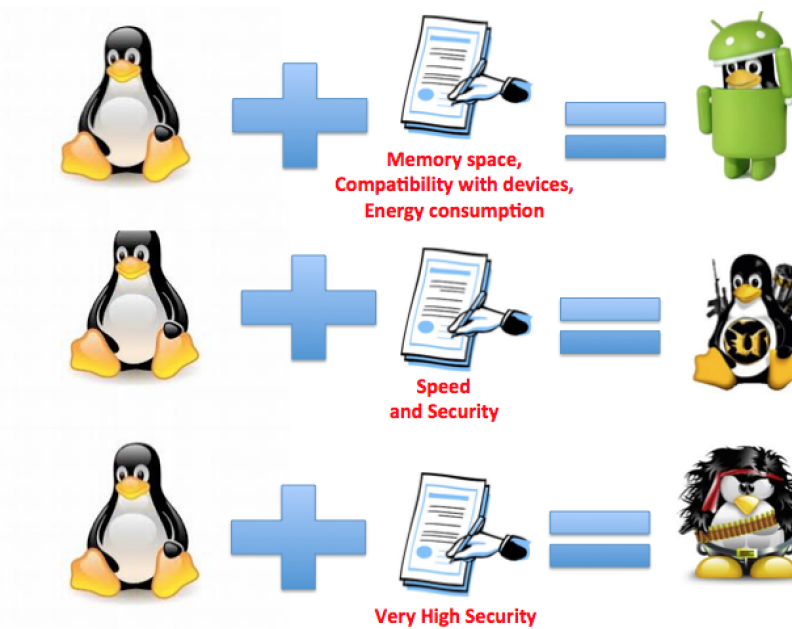 Memory space,
Compatibility with devices,
Energy consumption
Speed
and Security
Very High Security